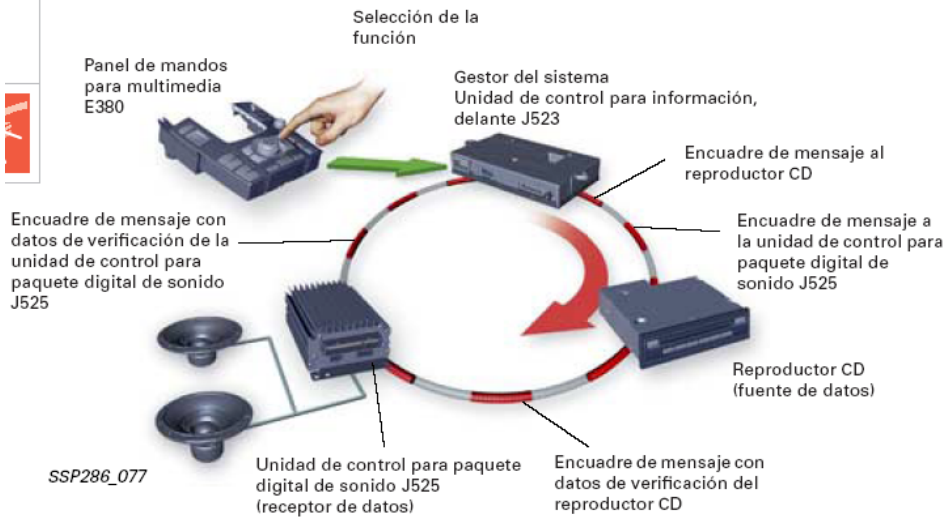 Selección de la
función
Panel de mandos
para multimedia
E380
Gestor del sistema
Unidad de control para información,
delante J523
Encuadre de mensaje al
reproductor CD
Encuadre de mensaje con
datos de verificación de la
unidad de control para
paquete digital de sonido
J525
Encuadre de mensaje a
la unidad de control para
paquete digital de
sonido J525
Reproductor CD
(fuente de datos)
SSP286_077
Unidad de control para paquete
digital de sonido J525
(receptor de datos)
Encuadre de mensaje con
datos de verificación del
reproductor CD